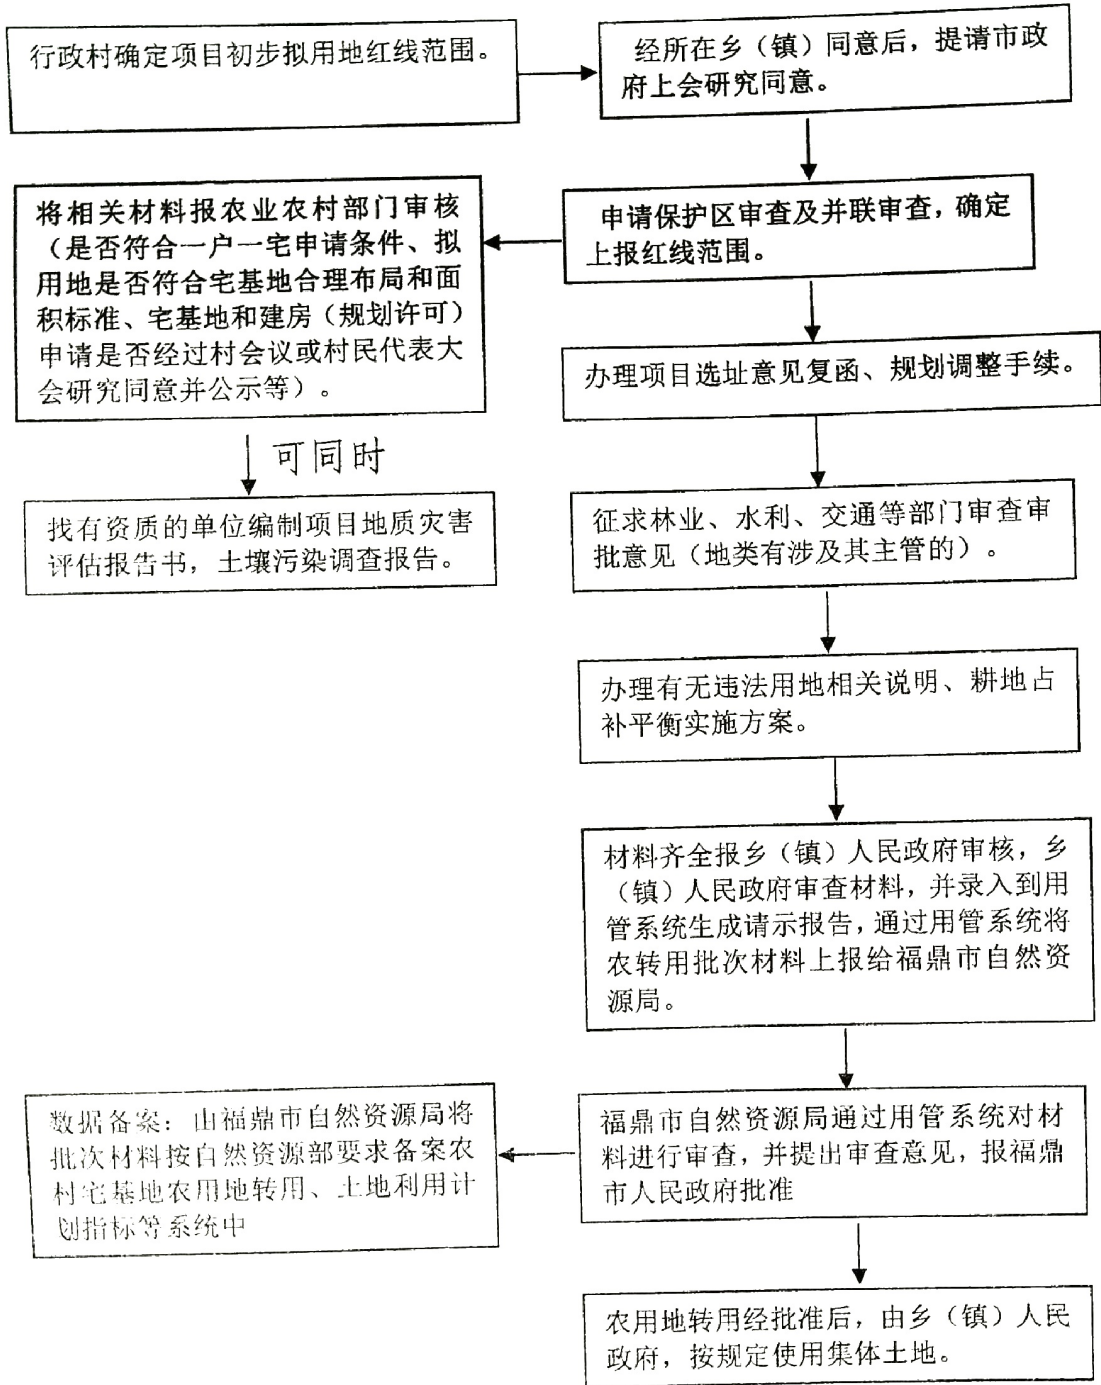 行政村确定项目初步拟用地红线范围。
经所在乡（镇）同意后，提请市政
府上会研究同意。
申请保护区审查及并联审查，确定
上报红线范围。
将相关材料报农业农村部门审核
（是否符合一户一宅申请条件、拟
用地是否符合宅基地合理布局和面
积标准、宅基地和建房（规划许可）
申请是否经过村会议或村民代表大
会研究同意并公示等）。
可同时
找有资质的单位编制项目地质灾害
评估报告书，土壤污染调查报告。
办理项目选址意见复函、规划调整手续。
征求林业、水利、交通等部门审查审
批意见（地类有涉及其主管的）。
办理有无违法用地相关说明、耕地占
补平衡实施方案。
材料齐全报乡（镇）人民政府审核，乡
（镇）人民政府审查材料，并录入到用
管系统生成请示报告，通过用管系统将
农转用批次材料上报给福鼎市自然资
源局。
福鼎市自然资源局通过用管系统对材
料进行审查，并提出审查意见，报福鼎
市人民政府批准
数据备案：由福鼎市自然资源局将
批次材料按自然资源部要求备案农
村宅基地农用地转用、土地利用计
划指标等系统中
农用地转用经批准后，由乡（镇）人民
政府，按规定使用集体土地。